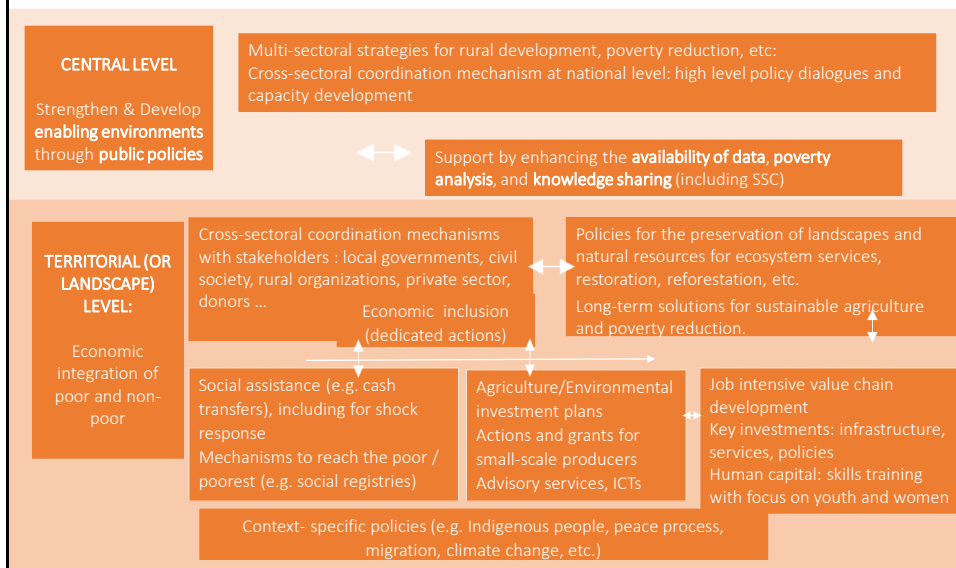 CENTRAL LEVEL
Strengthen & Develop
enabling environments
through public policies
Multi-sectoral strategies for rural development, poverty reduction, etc:
Cross-sectoral coordination mechanism at national level: high level policy dialogues and
capacity development
Support by enhancing the availability of data, poverty
analysis, and knowledge sharing (including SSC)
TERRITORIAL (OR
LANDSCAPE)
LEVEL:
Economic
integration of
poor and non-
poor
Cross-sectoral coordination mechanisms
with stakeholders : local governments, civil
society, rural organizations, private sector,
donors ...
Economic inclusion
(dedicated actions)
Policies for the preservation of landscapes and
natural resources for ecosystem services,
restoration, reforestation, etc.
Long-term solutions for sustainable agriculture
and poverty reduction.
Social assistance (e.g. cash
transfers), including for shock
response
Mechanisms to reach the poor /
poorest (e.g. social registries)
Agriculture/Environmental
investment plans
Actions and grants for
small-scale producers
Advisory services, ICTs
Job intensive value chain
development
Key investments: infrastructure,
services, policies
Human capital: skills training
with focus on youth and women
Context- specific policies (e.g. Indigenous people, peace process,
migration, climate change, etc.)